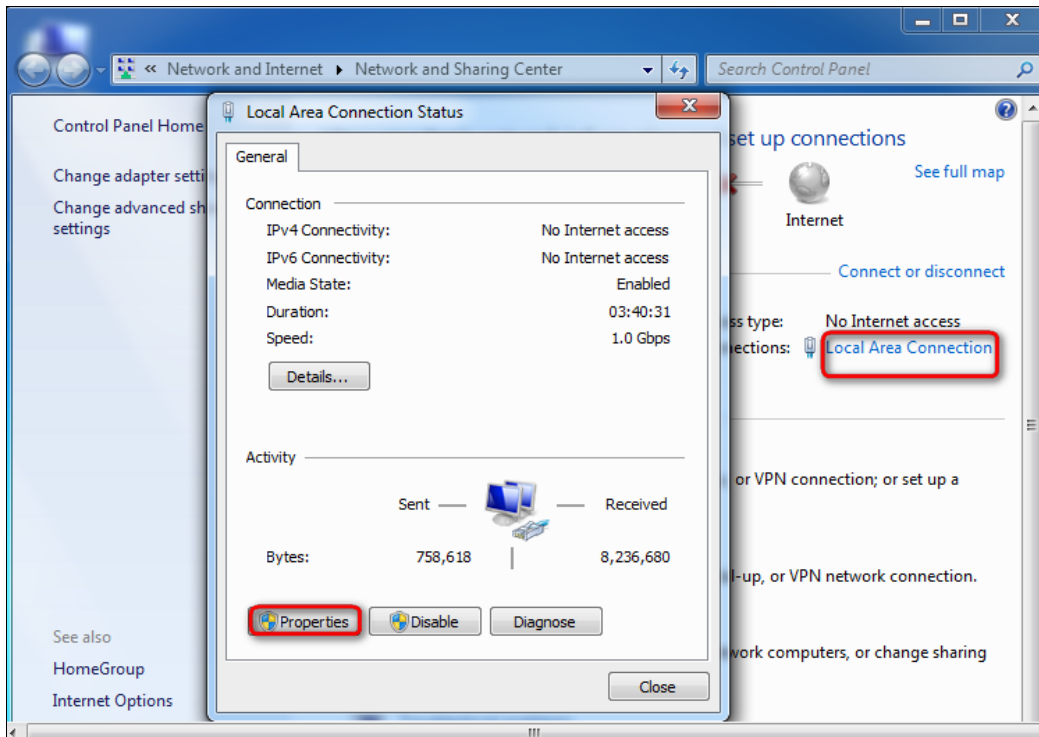 « Network and Internet ▸ Network and Sharing Center
Search Control Panel
Control Panel Home
Change adapter setti
Change advanced sh
settings
See also
HomeGroup
Internet Options
Local Area Connection Status
General
Connection
IPv4 Connectivity: No Internet access
IPv6 Connectivity: No Internet access
Media State: Enabled
Duration: 03:40:31
Speed: 1.0 Gbps
Details...
Activity
Sent Received
Bytes: 758,618 8,236,680
Properties Disable Diagnose
Close
set up connections
See full map
Internet
Connect or disconnect
ss type: No Internet access
nections: Local Area Connection
or VPN connection; or set up a
l-up, or VPN network connection.
work computers, or change sharing